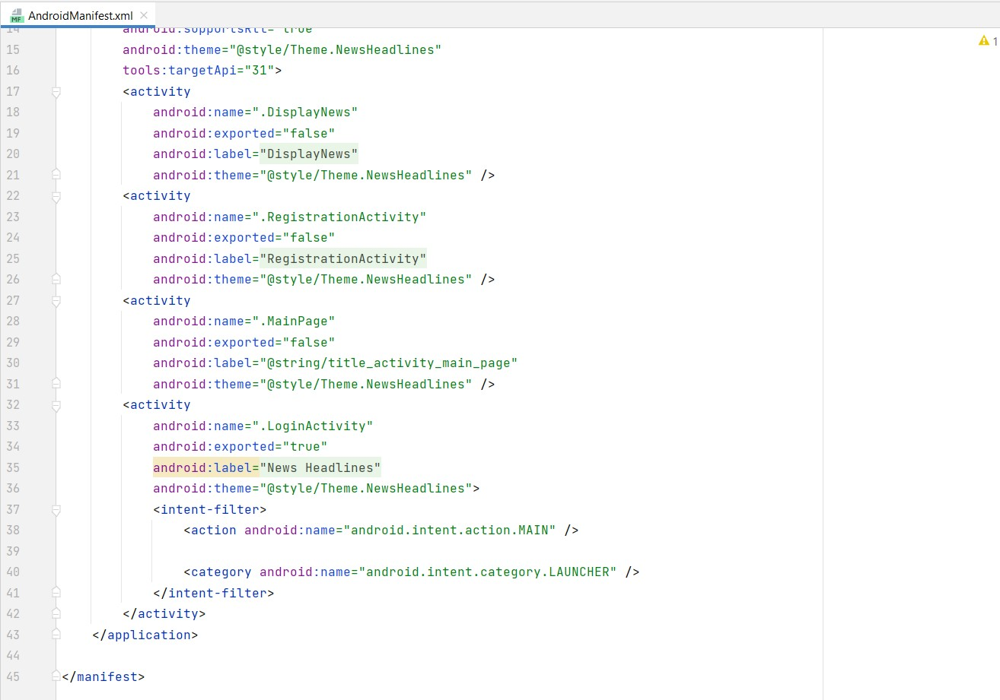 MF AndroidManifest.xml
1
14 android:supportsRtl="true"
15 android:theme="@style/Theme.NewsHeadlines"
16 tools:targetApi="31">
17 <activity
18 android:name=".DisplayNews"
19 android:exported="false"
20 android:label="DisplayNews"
21 android:theme="@style/Theme.NewsHeadlines" />
22 <activity
23 android:name=".RegistrationActivity"
24 android:exported="false"
25 android:label="RegistrationActivity"
26 android:theme="@style/Theme.NewsHeadlines" />
27 <activity
28 android:name=".MainPage"
29 android:exported="false"
30 android:label="@string/title_activity_main_page"
31 android:theme="@style/Theme.NewsHeadlines" />
32 <activity
33 android:name=".LoginActivity"
34 android:exported="true"
35 android:label="News Headlines"
36 android:theme="@style/Theme.NewsHeadlines">
37 <intent-filter>
38 <action android:name="android.intent.action.MAIN" />
39
40 <category android:name="android.intent.category.LAUNCHER" />
41 </intent-filter>
42 </activity>
43 </application>
44
45 </manifest>